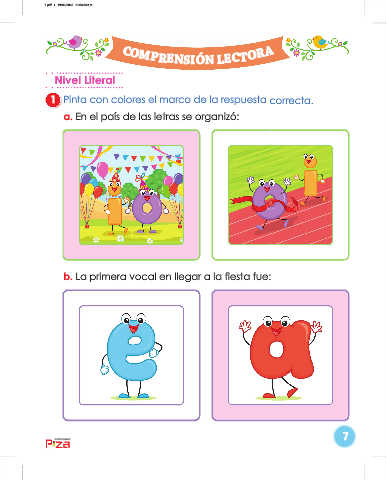 COMPRENSIÓN LECTORA
Nivel Literal
1 Pinta con colores el marco de la respuesta correcta.
a. En el país de las letras se organizó:
b. La primera vocal en llegar a la fiesta fue:
e
a
PIZA
7